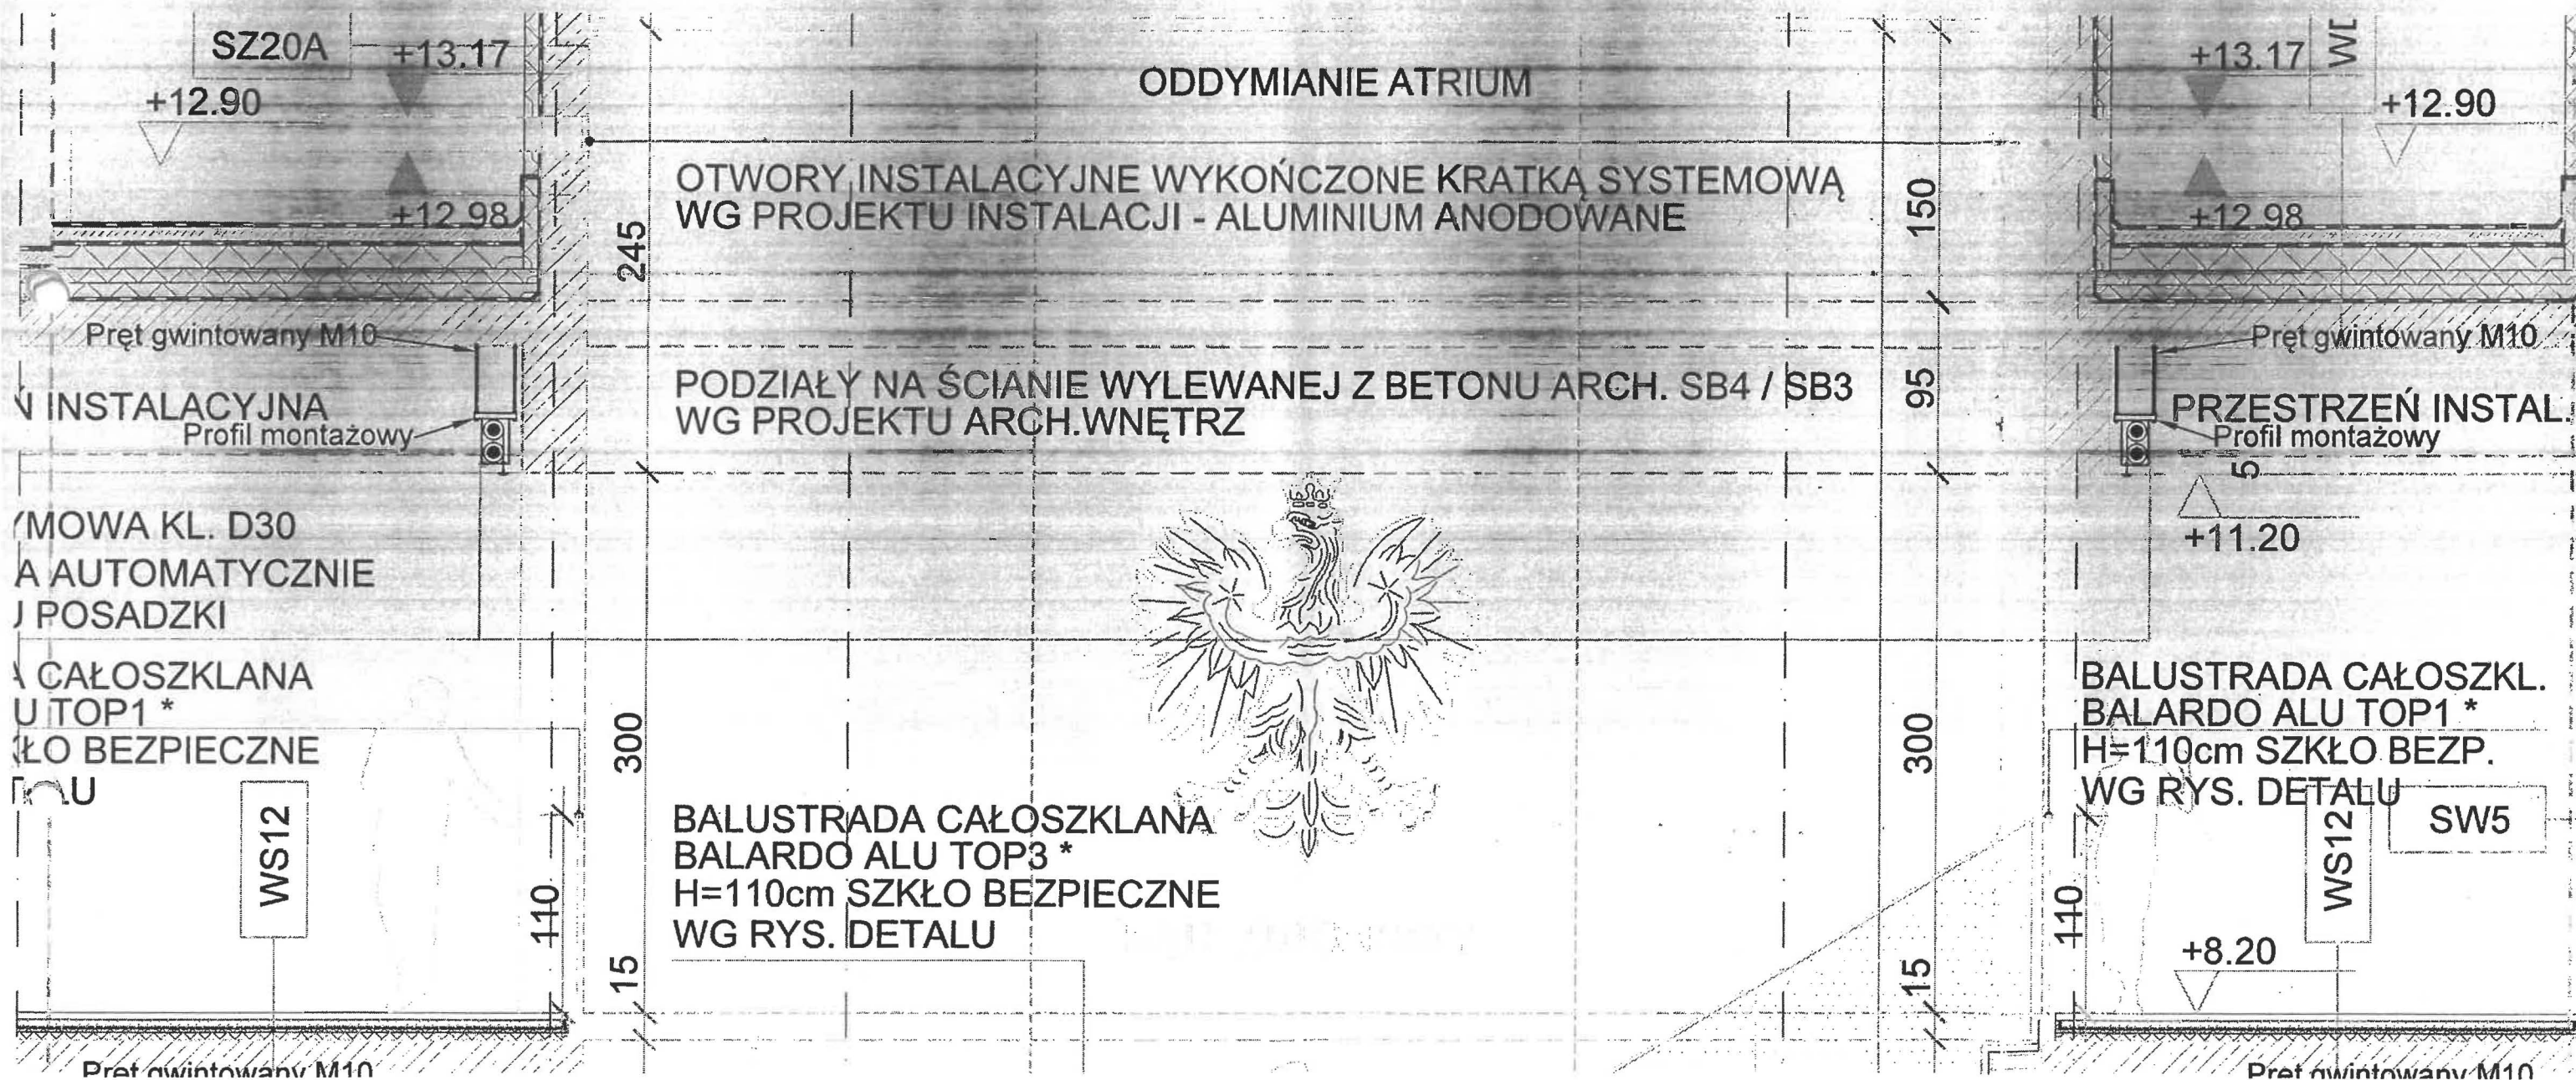 SZ20A
+13.17
+12.90
+12.98
Pręt gwintowany M10
INSTALACYJNA
Profil montażowy
MOWA KL. D30
A AUTOMATYCZNIE
POSADZKI
CAŁOSZKLANA
U TOP1 *
BEZPIECZNE
WS12
110
Pręt gwintowany M10
ODDYMIANIE ATRIUM
OTWORY INSTALACYJNE WYKOŃCZONE KRATKĄ SYSTEMOWĄ
WG PROJEKTU INSTALACJI - ALUMINIUM ANODOWANE
245
PODZIAŁY NA ŚCIANIE WYLEWANEJ Z BETONU ARCH. SB4 / SB3
WG PROJEKTU ARCH.WNĘTRZ
300
BALUSTRADA CAŁOSZKLANA
BALARDO ALU TOP3 *
H=110cm SZKŁO BEZPIECZNE
WG RYS. DETALU
15
150
95
300
15
+13.17
+12.90
+12.98
Pręt gwintowany M10
PRZESTRZEŃ INSTAL.
Profil montażowy
5
+11.20
BALUSTRADA CAŁOSZKL.
BALARDO ALU TOP1 *
H=110cm SZKŁO BEZP.
WG RYS. DETALU
SW5
WS12
110
+8.20
Pręt gwintowany M10